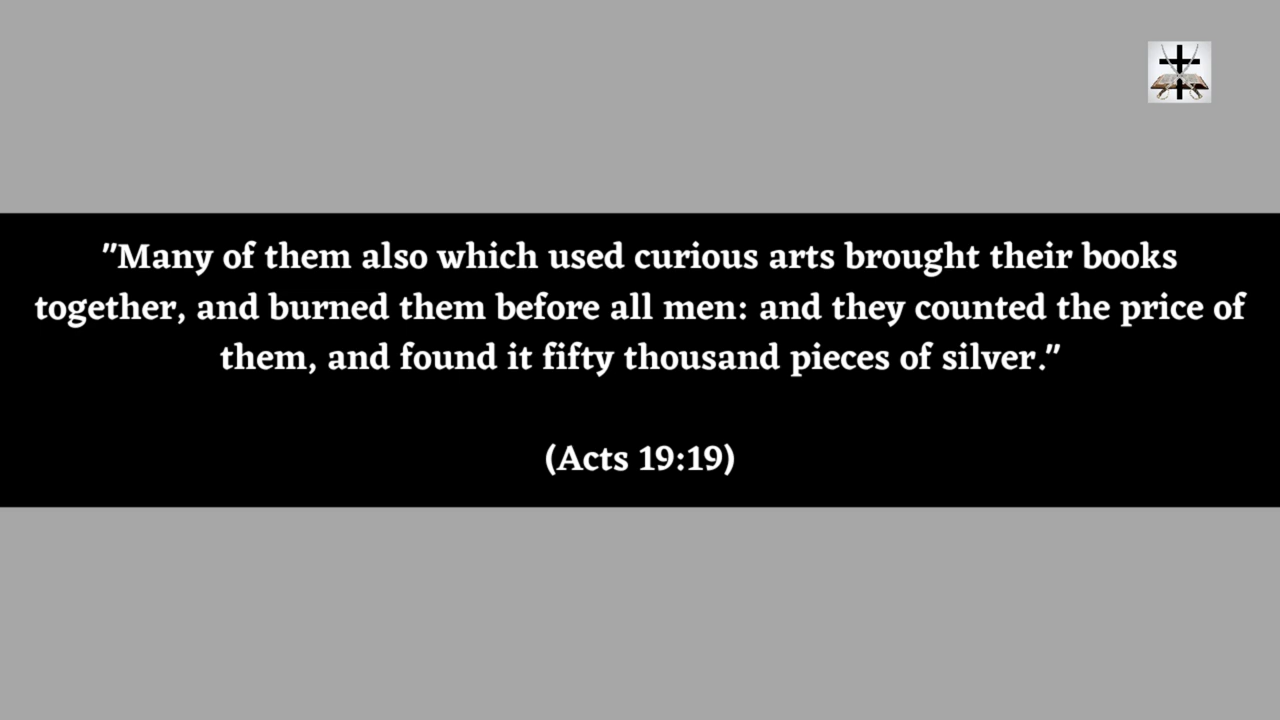 "Many of them also which used curious arts brought their books
together, and burned them before all men: and they counted the price of
them, and found it fifty thousand pieces of silver."
(Acts 19:19)